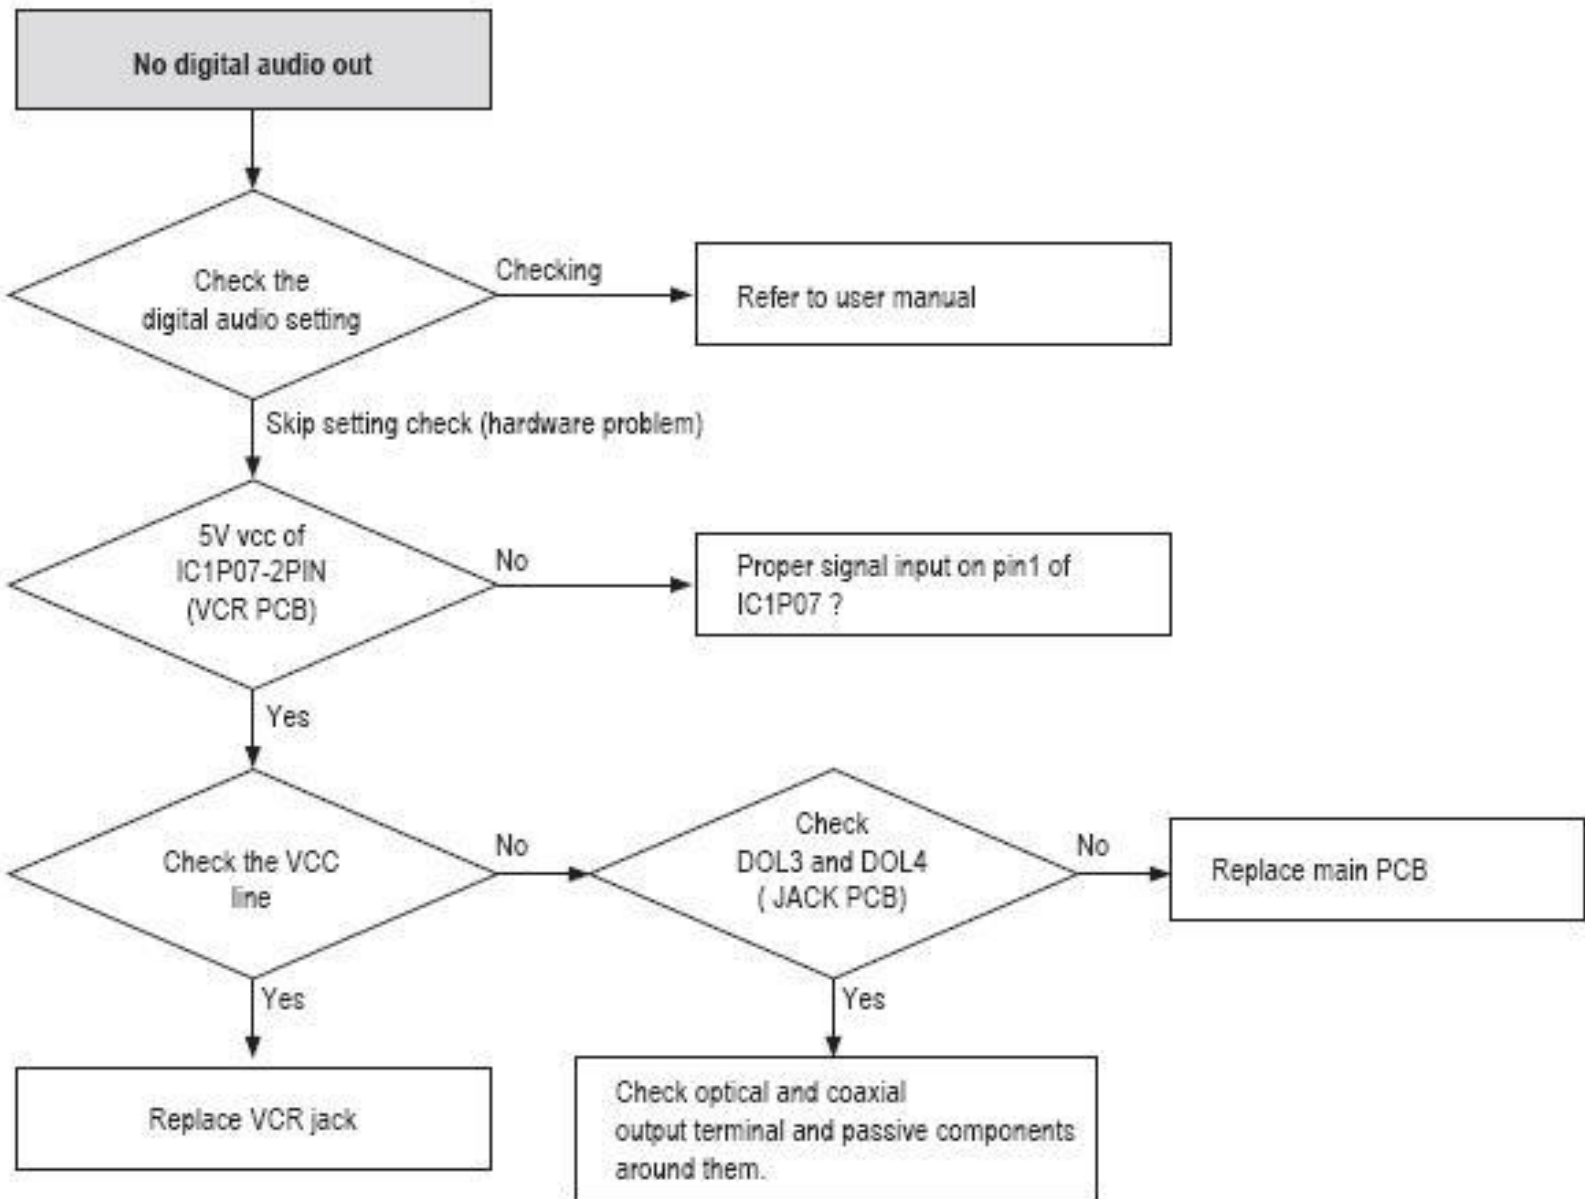 No digital audio out
Check the
digital audio setting
Checking
Refer to user manual
Skip setting check (hardware problem)
5V vcc of
IC1P07-2PIN
(VCR PCB)
No
Proper signal input on pin1 of
IC1P07 ?
Yes
Check the VCC
line
No
Check
DOL3 and DOL4
( JACK PCB)
No
Replace main PCB
Yes
Replace VCR jack
Yes
Check optical and coaxial
output terminal and passive components
around them.